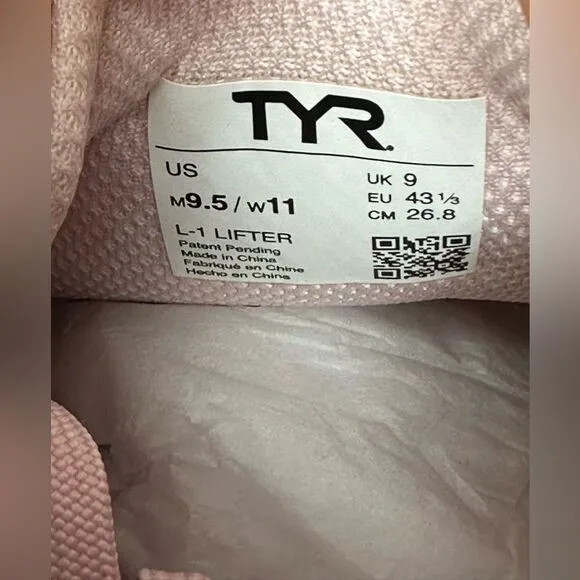 TYR
US
M9.5 / W11
UK 9
EU 43 1/3
CM 26.8
L-1 LIFTER
Patent Pending
Made in China
Fabriqué en Chine
Hecho en China